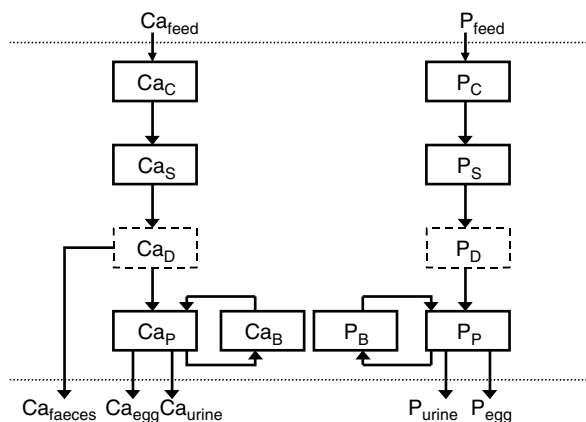 Ca_feed P_feed
Ca_C P_C
Ca_S P_S
Ca_D P_D
Ca_P Ca_B P_B P_P
Ca_faeces Ca_egg Ca_urine P_urine P_egg